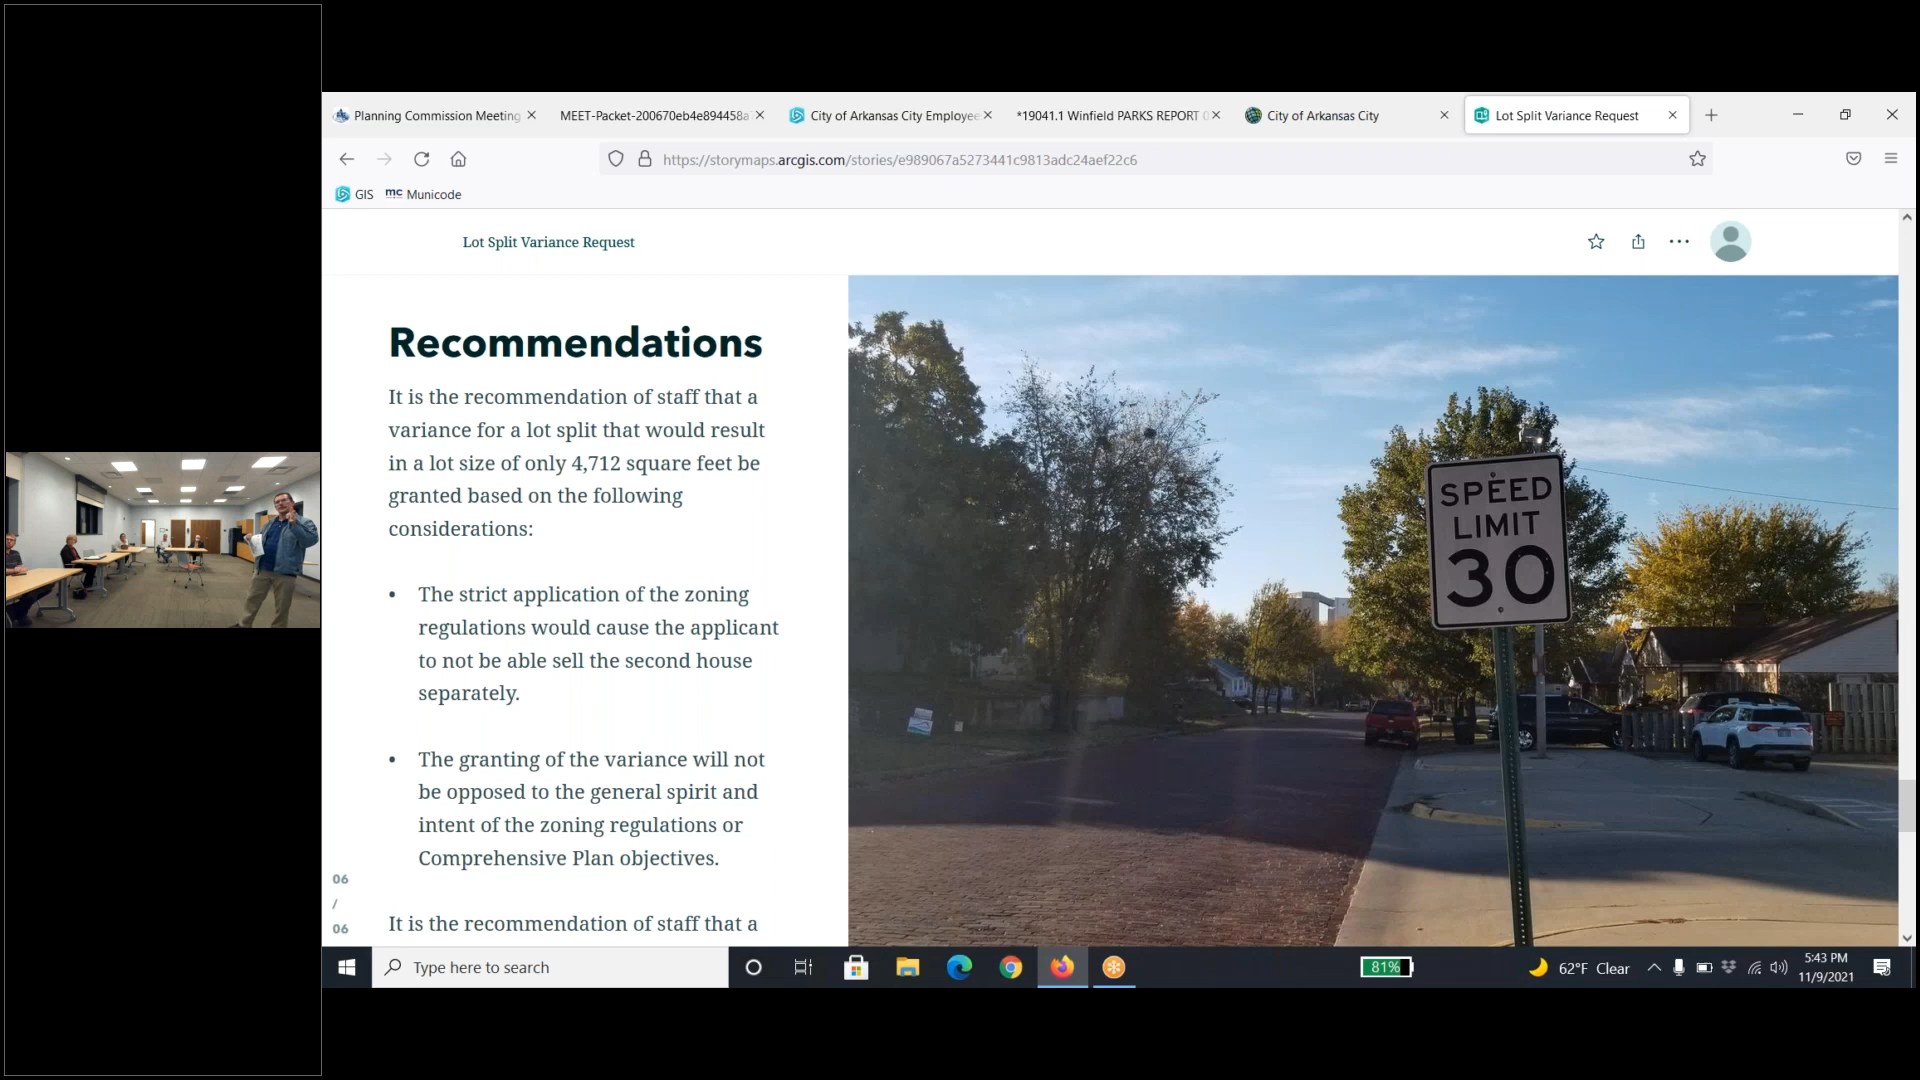 Planning Commission Meeting
MEET-Packet-200670eb4e894458a
City of Arkansas City Employee
*19041.1 Winfield PARKS REPORT
City of Arkansas City
Lot Split Variance Request
https://storymaps.arcgis.com/stories/e989067a5273441c9813adc24aef22c6
GIS
mc Municode
Lot Split Variance Request
Recommendations
It is the recommendation of staff that a
variance for a lot split that would result
in a lot size of only 4,712 square feet be
granted based on the following
considerations:
• The strict application of the zoning
regulations would cause the applicant
to not be able sell the second house
separately.
• The granting of the variance will not
be opposed to the general spirit and
intent of the zoning regulations or
Comprehensive Plan objectives.
It is the recommendation of staff that a
06
/
06
SPEED
LIMIT
30
Type here to search
81%
62°F Clear
5:43 PM
11/9/2021